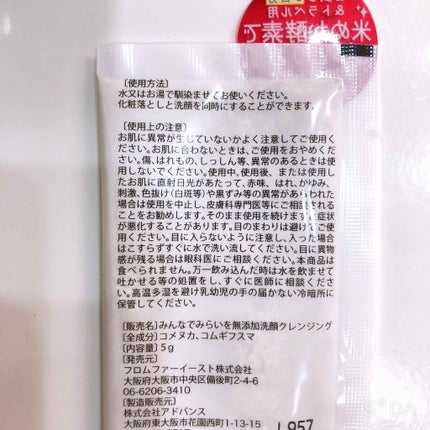 &トラベル用
米ぬか酵素で
〔使用方法〕
水又はお湯で馴染ませてお使いください。
化粧落としと洗顔を同時にすることができます。
〔使用上の注意〕
お肌に異常が生じていないかよく注意してご使用く
ださい。お肌に合わないときは、ご使用をおやめくだ
さい。傷、はれもの、しっしん等、異常のあるときは使
用しないでください。使用中、使用後、または使用し
たお肌に直射日光があたって、赤味、はれ、かゆみ、
刺激、色抜け(白斑等)や黒ずみ等の異常があらわれた
場合は使用を中止し、皮膚科専門医等にご相談される
ことをお勧めします。そのまま使用を続けますと症状
が悪化することがあります。目のまわりは避けてご使
用ください。目に入らないように注意し、入った場合
はこすらずすぐに水で洗い流してください。目に異物
感が残る場合は眼科医にご相談ください。本商品は
食べられません。万一飲み込んだ時は水を飲ませて
吐かせる等の処置をし、すぐに医師に相談くださ
い。高温多湿を避け乳幼児の手の届かない冷暗所に
保管してください。
〔販売名〕みんなでみらいを無添加洗顔クレンジング
〔全成分〕コメヌカ、コムギフスマ
〔内容量〕5g
〔発売元〕
フロムファーイースト株式会社
大阪府大阪市中央区備後町2-4-6
06-6206-3410
〔製造販売元〕
株式会社アドバンス
大阪府東大阪市花園西町1-13-15
L957